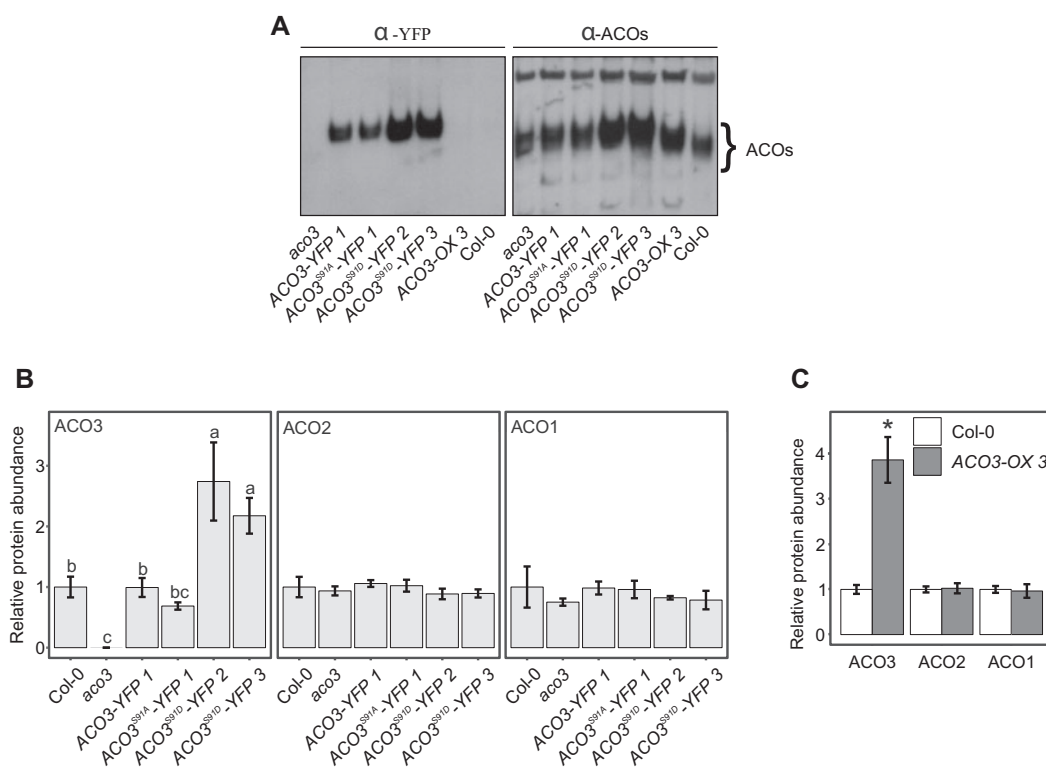 A
α -YFP
α-ACOs
ACOs
aco3
ACO3-YFP 1
ACO3S91A-YFP 1
ACO3S91D-YFP 2
ACO3S91D-YFP 3
ACO3-OX 3
Col-0
aco3
ACO3-YFP 1
ACO3S91A-YFP 1
ACO3S91D-YFP 2
ACO3S91D-YFP 3
ACO3-OX 3
Col-0
B
Relative protein abundance
3
2
1
0
ACO3
b
c
b
bc
a
a
Col-0
aco3
ACO3-YFP 1
ACO3S91A-YFP 1
ACO3S91D-YFP 2
ACO3S91D-YFP 3
ACO2
Col-0
aco3
ACO3-YFP 1
ACO3S91A-YFP 1
ACO3S91D-YFP 2
ACO3S91D-YFP 3
ACO1
Col-0
aco3
ACO3-YFP 1
ACO3S91A-YFP 1
ACO3S91D-YFP 2
ACO3S91D-YFP 3
C
Relative protein abundance
4
4
2
1
0
*
Col-0
ACO3-OX 3
ACO3
ACO2
ACO1